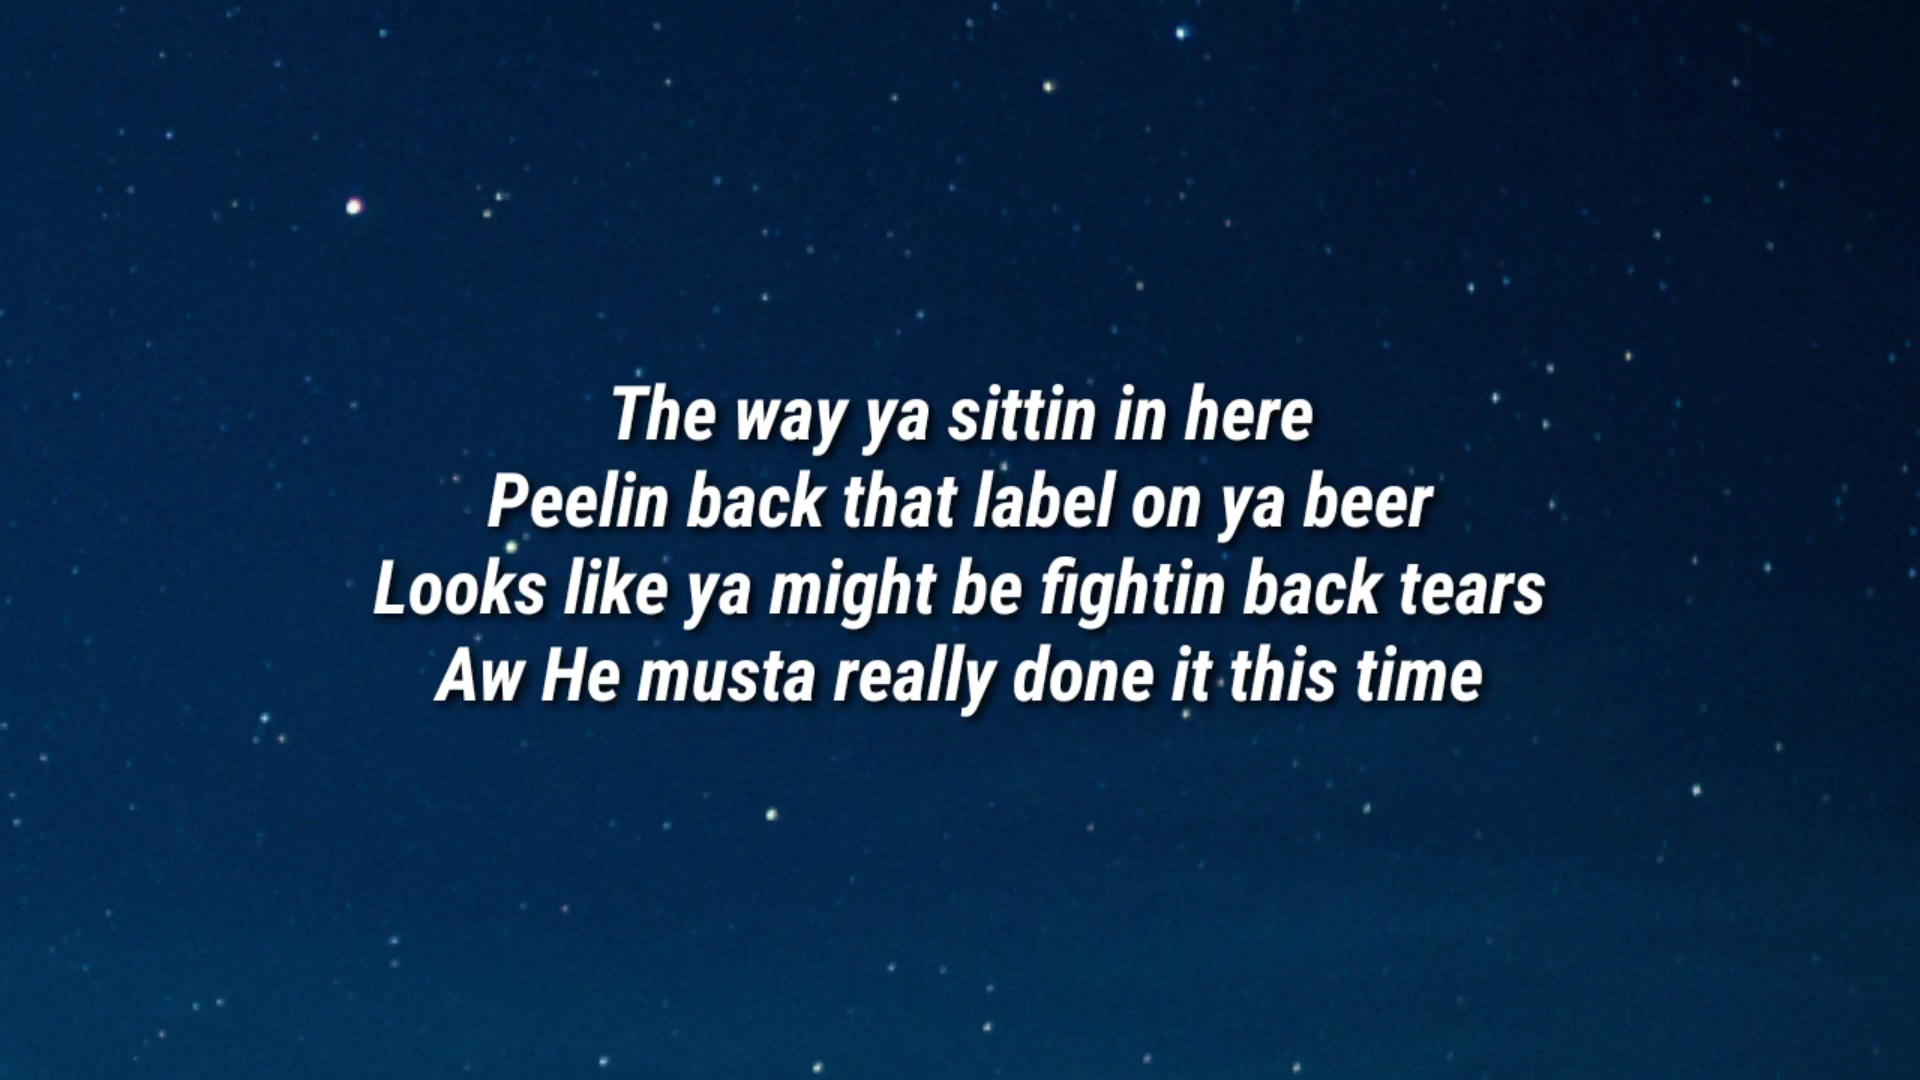 The way ya sittin in here
Peelin back that label on ya beer
Looks like ya might be fightin back tears
Aw He musta really done it this time